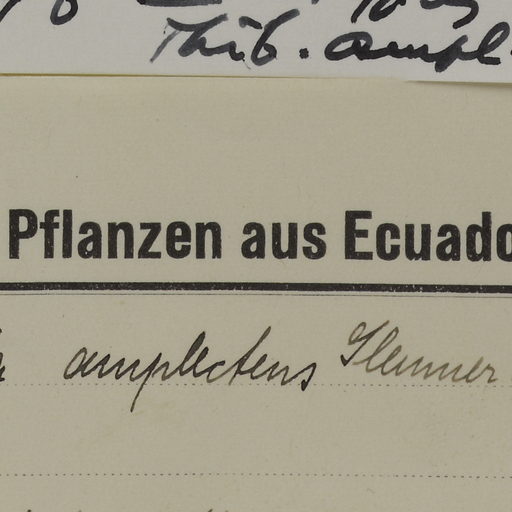 Thib. ampl.
Pflanzen aus Ecuado
amplectens Sleumer